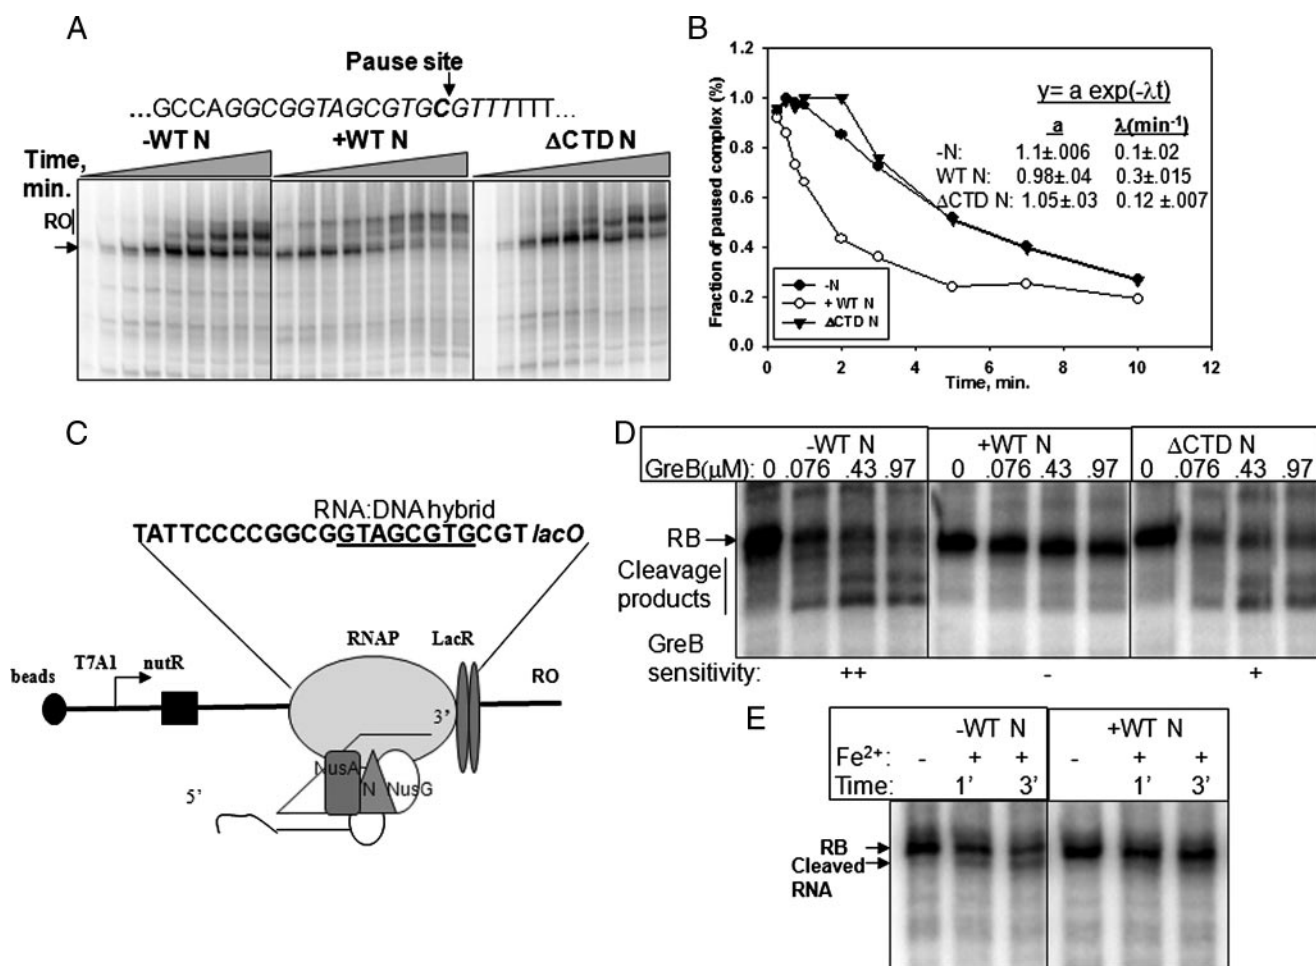 A
Pause site
...GCCAGGCGGTAGCGTGCGTTTTTT...
-WT N +WT N ΔCTD N
Time,
min.
RO
B
Fraction of paused complex (%)
1.2
1.0
0.8
0.6
0.4
0.2
0.0
y= a exp(-λt)
a λ(min-1)
-N: 1.1±.006 0.1±.02
WT N: 0.98±.04 0.3±.015
ΔCTD N: 1.05±.03 0.12 ±.007
-N
+ WT N
ΔCTD N
0 2 4 6 8 10 12
Time, min.
C
RNA:DNA hybrid
TATTCCCCGGCGGTAGCGTGCGT lacO
RNAP LacR
T7A1 nutR
beads RO
3’
NusA N NusG
5’
D
-WT N +WT N ΔCTD N
GreB(μM): 0 .076 .43 .97 0 .076 .43 .97 0 .076 .43 .97
RB
Cleavage
products
GreB
sensitivity: ++ - +
E
-WT N +WT N
Fe2+: - + + - + +
Time: 1’ 3’ 1’ 3’
RB
Cleaved
RNA